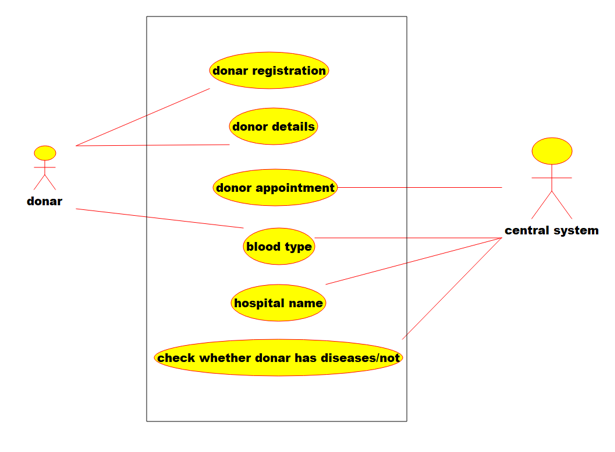 donar registration
donor details
donor appointment
donar
blood type
central system
hospital name
check whether donar has diseases/not